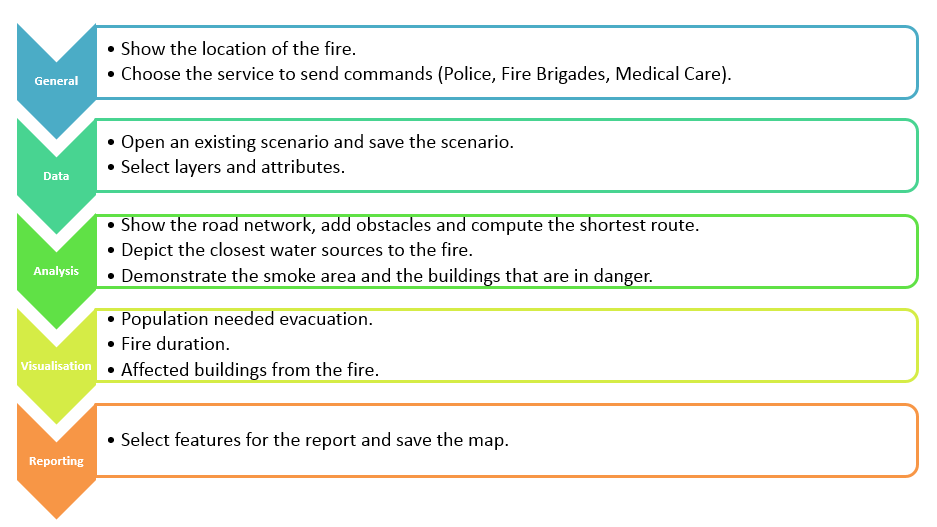 General
• Show the location of the fire.
• Choose the service to send commands (Police, Fire Brigades, Medical Care).
Data
• Open an existing scenario and save the scenario.
• Select layers and attributes.
Analysis
• Show the road network, add obstacles and compute the shortest route.
• Depict the closest water sources to the fire.
• Demonstrate the smoke area and the buildings that are in danger.
Visualisation
• Population needed evacuation.
• Fire duration.
• Affected buildings from the fire.
Reporting
• Select features for the report and save the map.